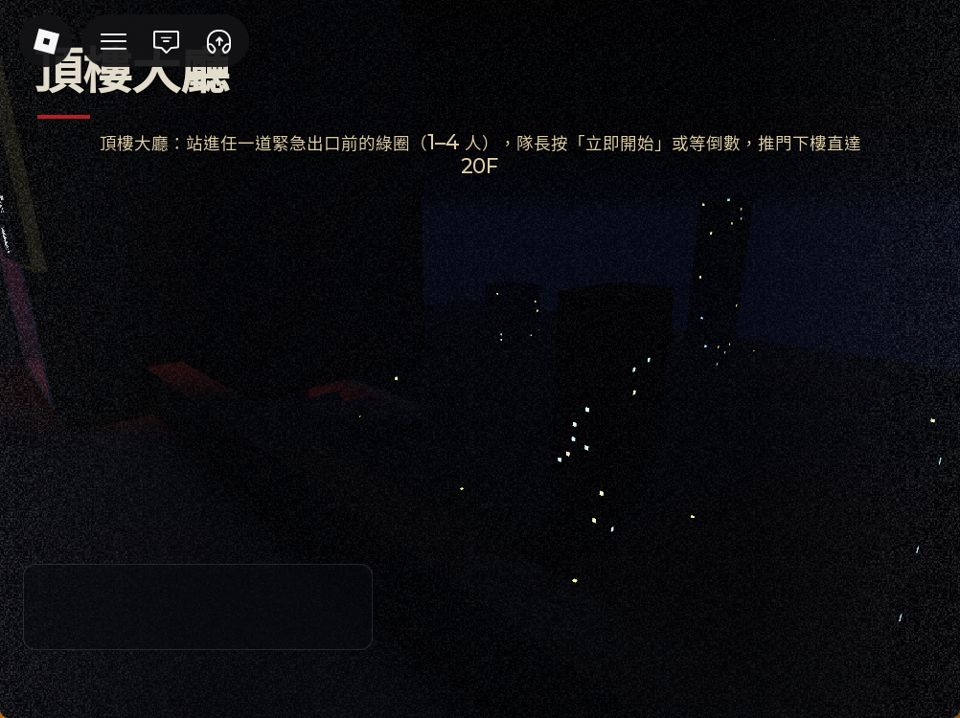 頂樓大廳
頂樓大廳：站進任一道緊急出口前的綠圈（1–4 人），隊長按「立即開始」或等倒數，推門下樓直達
20F